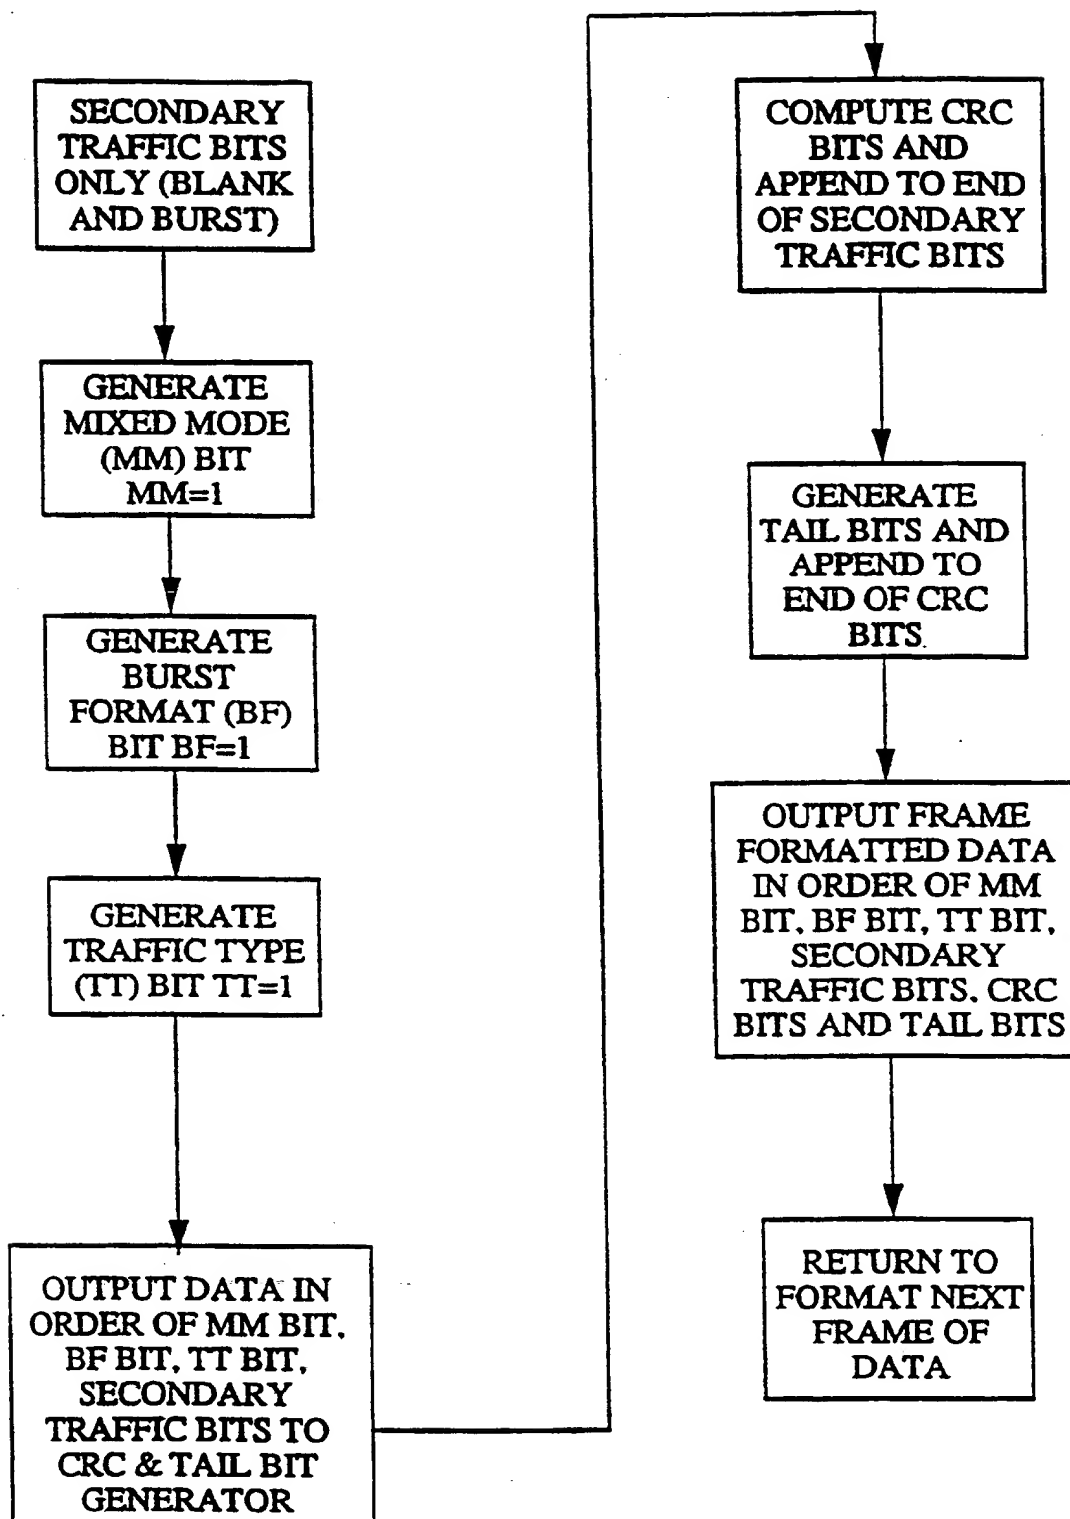 SECONDARY
TRAFFIC BITS
ONLY (BLANK
AND BURST)
GENERATE
MIXED MODE
(MM) BIT
MM=1
GENERATE
BURST
FORMAT (BF)
BIT BF=1
GENERATE
TRAFFIC TYPE
(TT) BIT TT=1
OUTPUT DATA IN
ORDER OF MM BIT,
BF BIT, TT BIT,
SECONDARY
TRAFFIC BITS TO
CRC & TAIL BIT
GENERATOR
COMPUTE CRC
BITS AND
APPEND TO END
OF SECONDARY
TRAFFIC BITS
GENERATE
TAIL BITS AND
APPEND TO
END OF CRC
BITS.
OUTPUT FRAME
FORMATTED DATA
IN ORDER OF MM
BIT, BF BIT, TT BIT,
SECONDARY
TRAFFIC BITS, CRC
BITS AND TAIL BITS
RETURN TO
FORMAT NEXT
FRAME OF
DATA